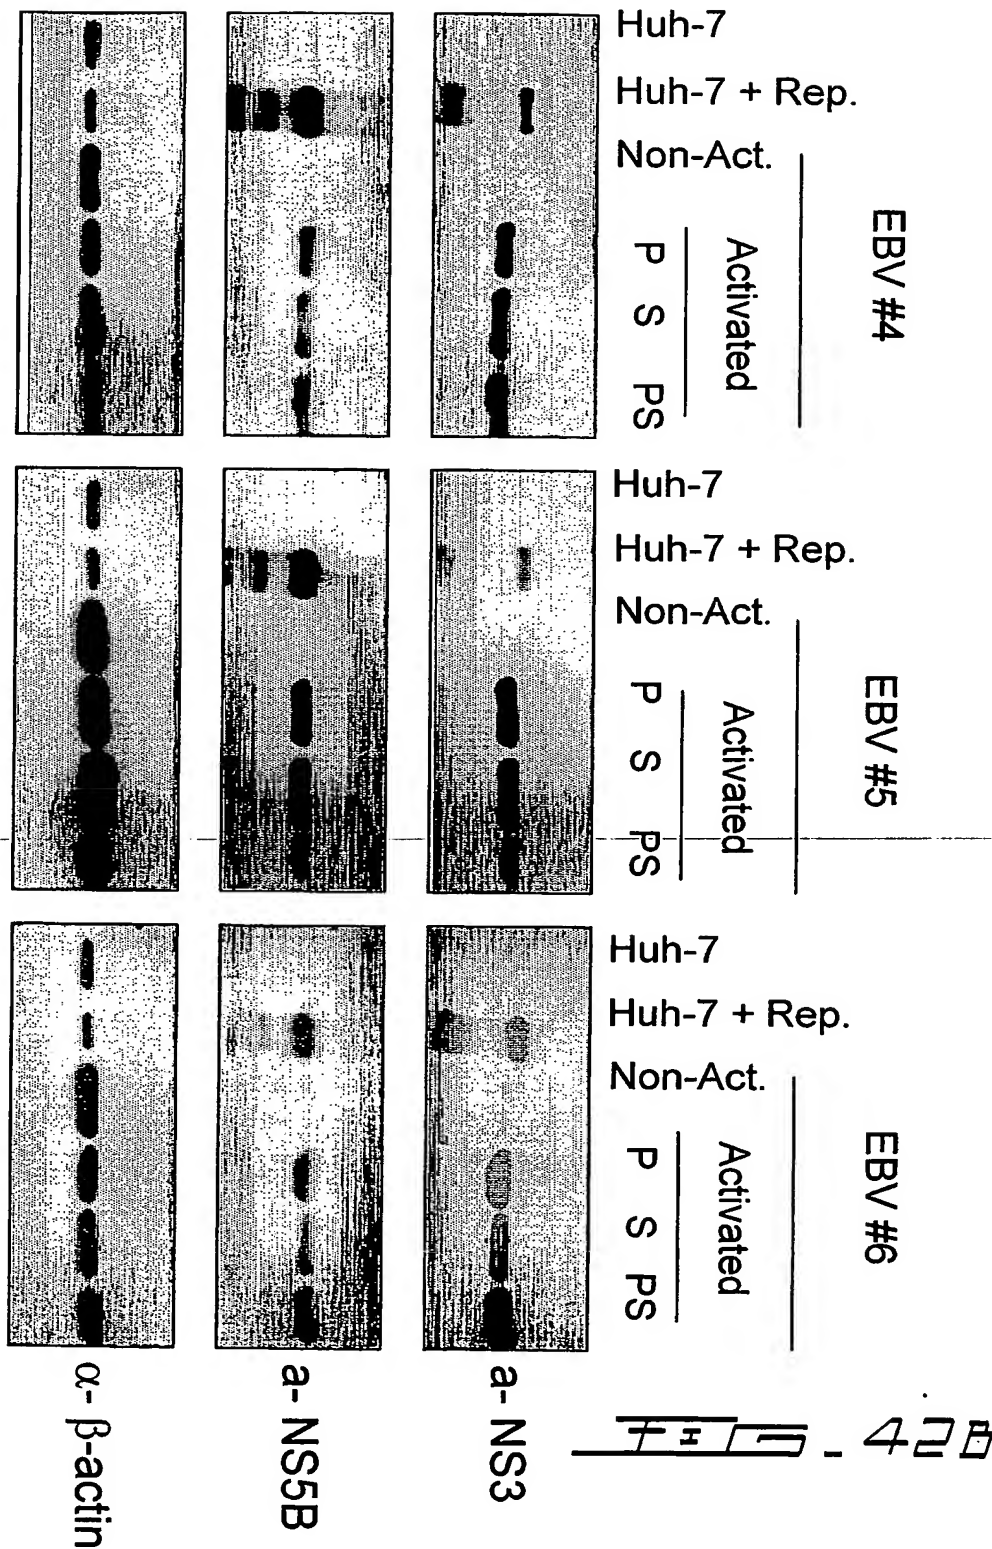 EBV #4
Activated
Huh-7
Huh-7 + Rep.
Non-Act.
P
S
PS
EBV #5
Activated
Huh-7
Huh-7 + Rep.
Non-Act.
P
S
PS
EBV #6
Activated
Huh-7
Huh-7 + Rep.
Non-Act.
P
S
PS
a- NS3
a- NS5B
α- β-actin
FIG. 42B